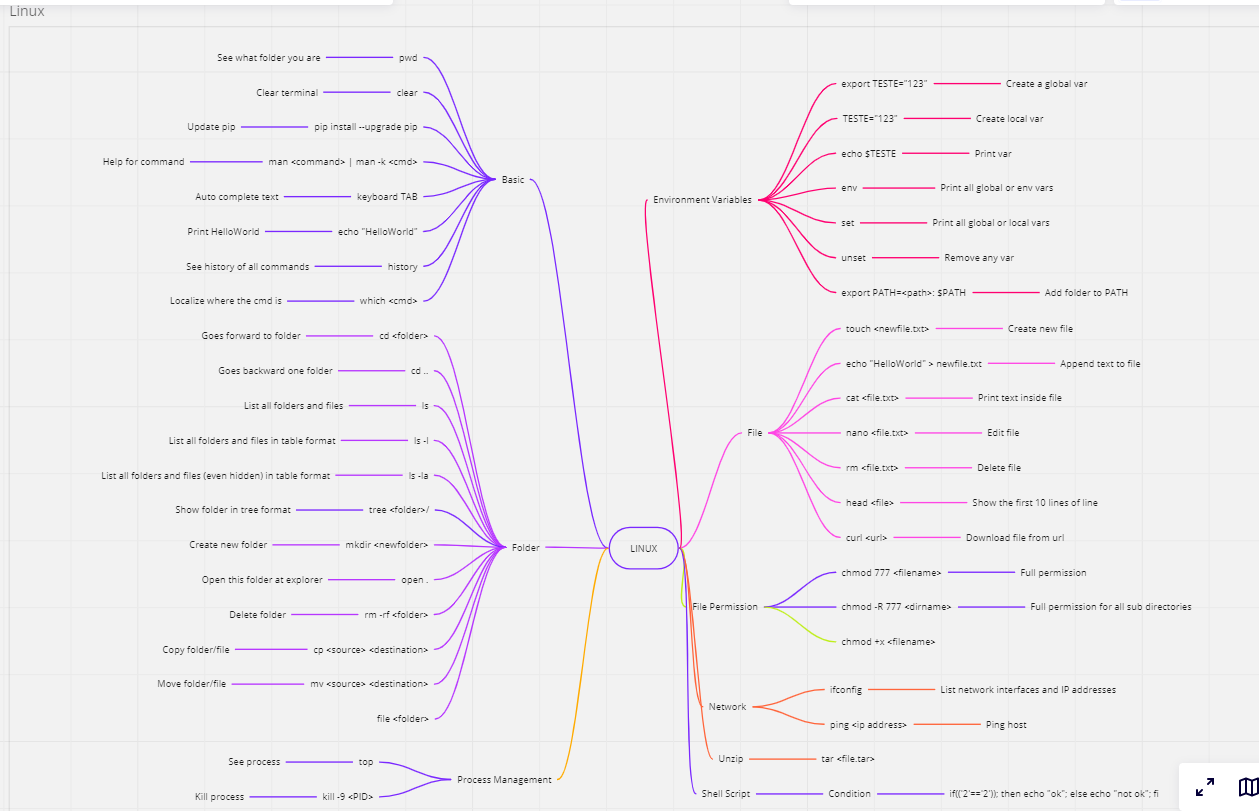 Linux
See what folder you are pwd
Clear terminal clear
Update pip pip install --upgrade pip
Help for command man <command> | man -k <cmd>
Auto complete text keyboard TAB
Print HelloWorld echo "HelloWorld"
See history of all commands history
Localize where the cmd is which <cmd>
Basic
Goes forward to folder cd <folder>
Goes backward one folder cd ..
List all folders and files ls
List all folders and files in table format ls -l
List all folders and files (even hidden) in table format ls -la
Show folder in tree format tree <folder>/
Create new folder mkdir <newfolder>
Open this folder at explorer open .
Delete folder rm -rf <folder>
Copy folder/file cp <source> <destination>
Move folder/file mv <source> <destination>
file <folder>
Folder
See process top
Kill process kill -9 <PID>
Process Management
LINUX
Environment Variables
export TESTE="123" Create a global var
TESTE="123" Create local var
echo $TESTE Print var
env Print all global or env vars
set Print all global or local vars
unset Remove any var
export PATH=<path>: $PATH Add folder to PATH
File
touch <newfile.txt> Create new file
echo "HelloWorld" > newfile.txt Append text to file
cat <file.txt> Print text inside file
nano <file.txt> Edit file
rm <file.txt> Delete file
head <file> Show the first 10 lines of line
curl <url> Download file from url
File Permission
chmod 777 <filename> Full permission
chmod -R 777 <dirname> Full permission for all sub directories
chmod +x <filename>
Network
ifconfig List network interfaces and IP addresses
ping <ip address> Ping host
Unzip tar <file.tar>
Shell Script Condition if(('2'=='2')); then echo "ok"; else echo "not ok"; fi